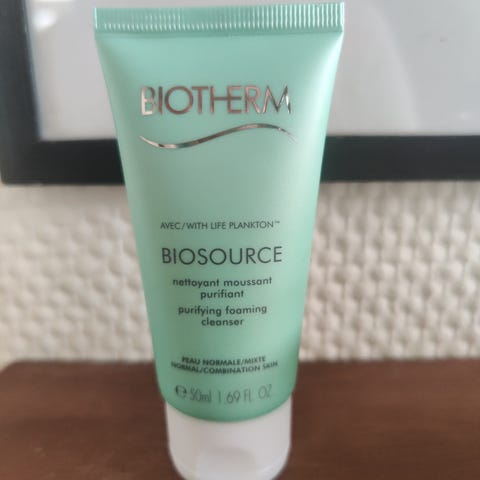 BIOTHERM
AVEC/WITH LIFE PLANKTON™
BIOSOURCE
nettoyant moussant
purifiant
purifying foaming
cleanser
PEAU NORMALE/MIXTE
NORMAL/COMBINATION SKIN
℮ 50ml 1.69 FL. OZ.